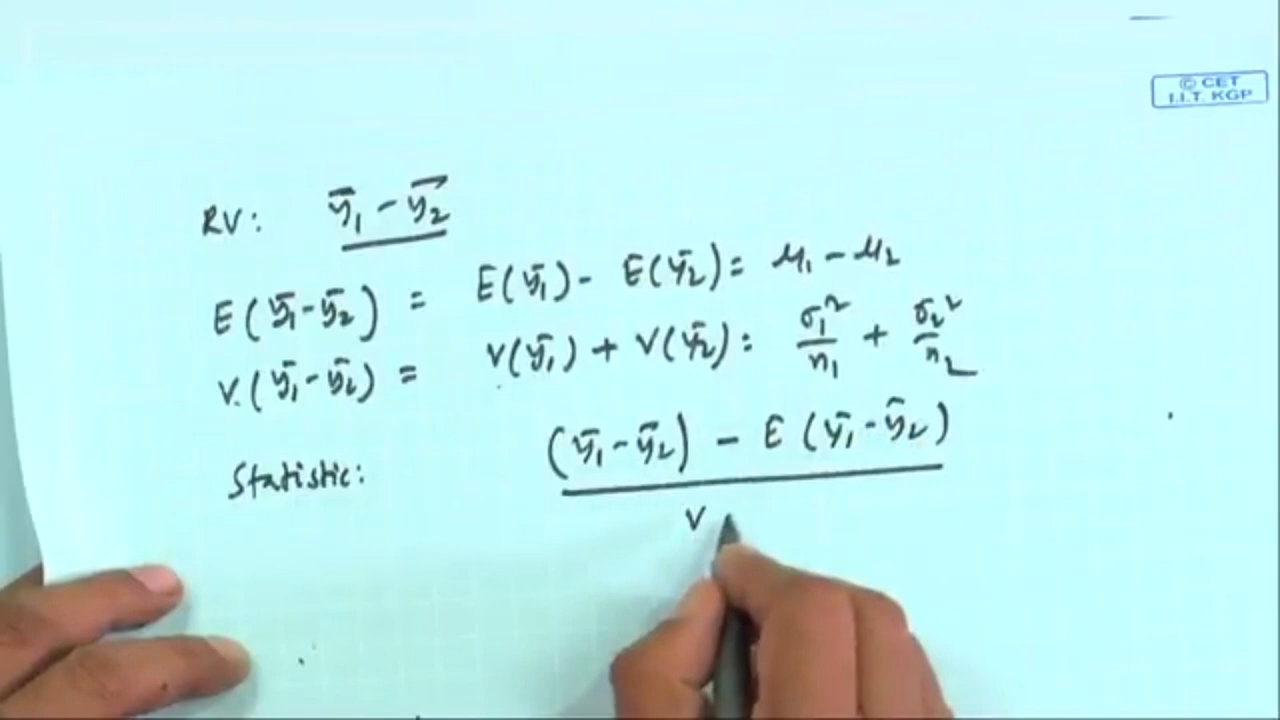 © CET
I.I.T. KGP
RV: ȳ₁ - ȳ₂
E(ȳ₁-ȳ₂) = E(ȳ₁) - E(ȳ₂) = μ₁ - μ₂
V(ȳ₁-ȳ₂) = V(ȳ₁) + V(ȳ₂) = σ₁²/n₁ + σ₂²/n₂
Statistic: (ȳ₁-ȳ₂) - E(ȳ₁-ȳ₂)
V